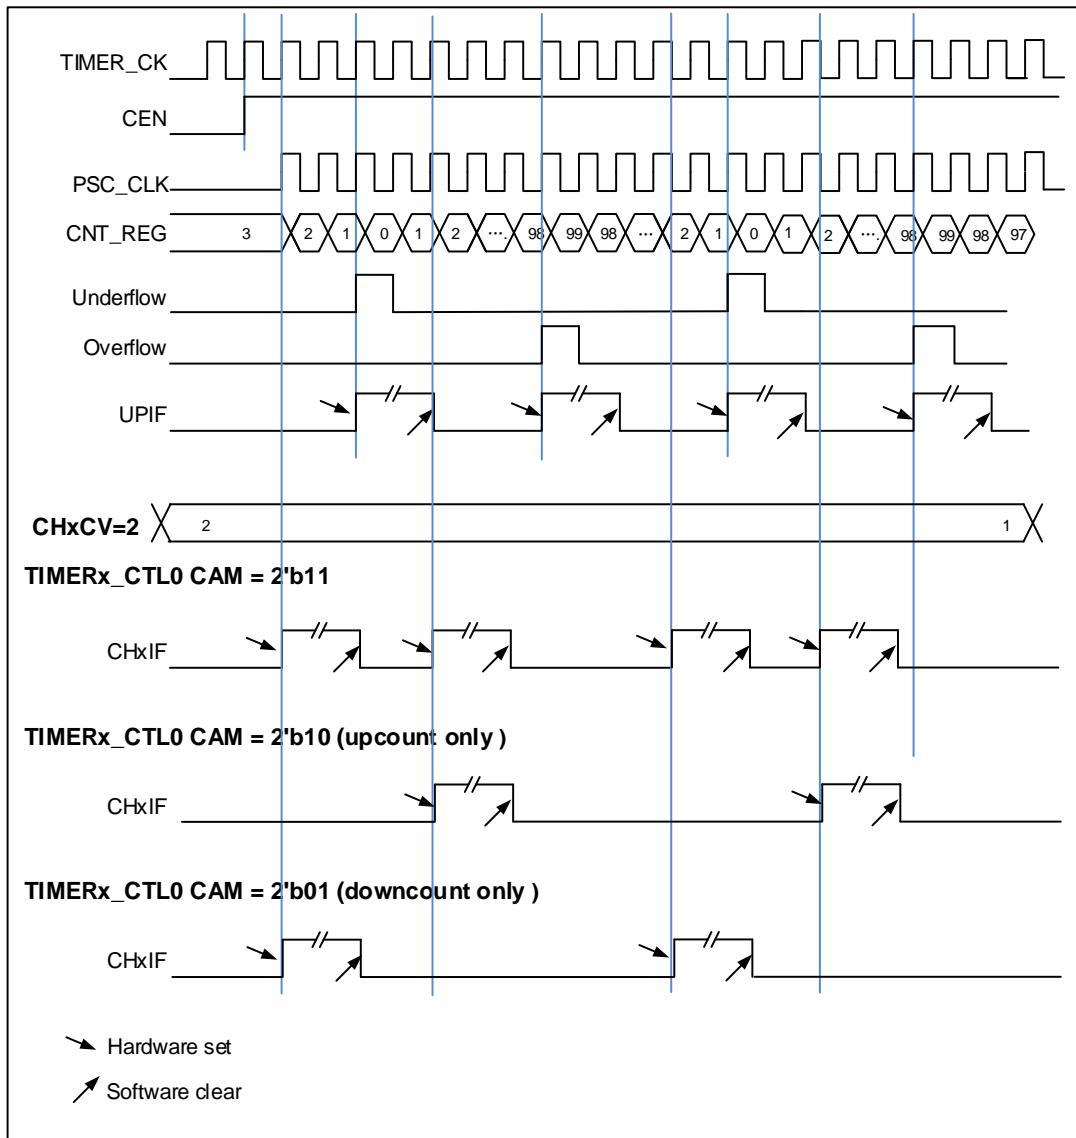 TIMER_CK
CEN
PSC_CLK
CNT_REG 3 2 1 0 1 2 .... 98 99 98 ... 2 1 0 1 2 .... 98 99 98 97
Underflow
Overflow
UPIF
CHxCV=2 2 1
TIMERx_CTL0 CAM = 2'b11
CHxIF
TIMERx_CTL0 CAM = 2'b10 (upcount only )
CHxIF
TIMERx_CTL0 CAM = 2'b01 (downcount only )
CHxIF
Hardware set
Software clear